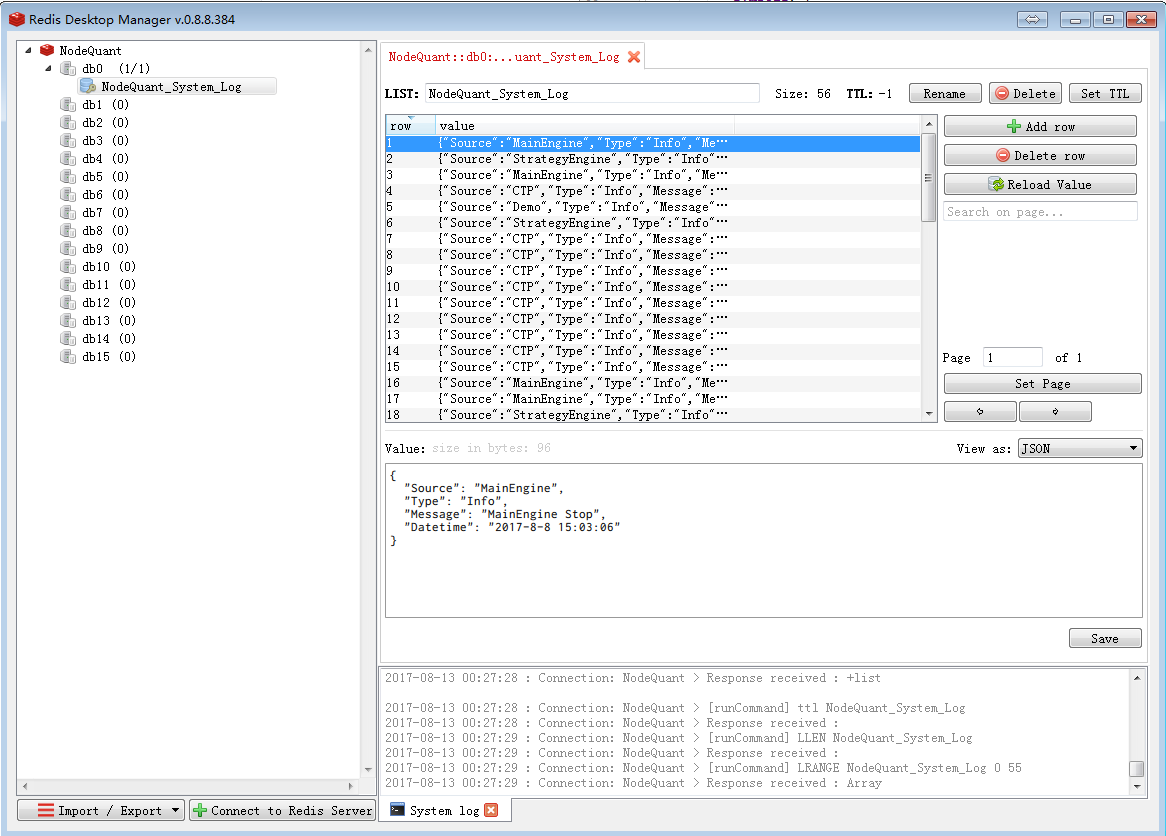 Redis Desktop Manager v.0.8.8.384
NodeQuant
db0 (1/1)
NodeQuant_System_Log
db1 (0)
db2 (0)
db3 (0)
db4 (0)
db5 (0)
db6 (0)
db7 (0)
db8 (0)
db9 (0)
db10 (0)
db11 (0)
db12 (0)
db13 (0)
db14 (0)
db15 (0)
Import / Export
Connect to Redis Server
NodeQuant::db0:...uant_System_Log
LIST: NodeQuant_System_Log Size: 56 TTL: -1 Rename Delete Set TTL
row value
1 {"Source":"MainEngine","Type":"Info","Me…
2 {"Source":"StrategyEngine","Type":"Info"…
3 {"Source":"MainEngine","Type":"Info","Me…
4 {"Source":"CTP","Type":"Info","Message":…
5 {"Source":"Demo","Type":"Info","Message"…
6 {"Source":"StrategyEngine","Type":"Info"…
7 {"Source":"CTP","Type":"Info","Message":…
8 {"Source":"CTP","Type":"Info","Message":…
9 {"Source":"CTP","Type":"Info","Message":…
10 {"Source":"CTP","Type":"Info","Message":…
11 {"Source":"CTP","Type":"Info","Message":…
12 {"Source":"CTP","Type":"Info","Message":…
13 {"Source":"CTP","Type":"Info","Message":…
14 {"Source":"CTP","Type":"Info","Message":…
15 {"Source":"CTP","Type":"Info","Message":…
16 {"Source":"MainEngine","Type":"Info","Me…
17 {"Source":"MainEngine","Type":"Info","Me…
18 {"Source":"StrategyEngine","Type":"Info"…
Add row
Delete row
Reload Value
Search on page...
Page 1 of 1
Set Page
Value: size in bytes: 96 View as: JSON
{
"Source": "MainEngine",
"Type": "Info",
"Message": "MainEngine Stop",
"Datetime": "2017-8-8 15:03:06"
}
Save
2017-08-13 00:27:28 : Connection: NodeQuant > Response received : +list
2017-08-13 00:27:28 : Connection: NodeQuant > [runCommand] ttl NodeQuant_System_Log
2017-08-13 00:27:28 : Connection: NodeQuant > Response received :
2017-08-13 00:27:29 : Connection: NodeQuant > [runCommand] LLEN NodeQuant_System_Log
2017-08-13 00:27:29 : Connection: NodeQuant > Response received :
2017-08-13 00:27:29 : Connection: NodeQuant > [runCommand] LRANGE NodeQuant_System_Log 0 55
2017-08-13 00:27:29 : Connection: NodeQuant > Response received : Array
System log